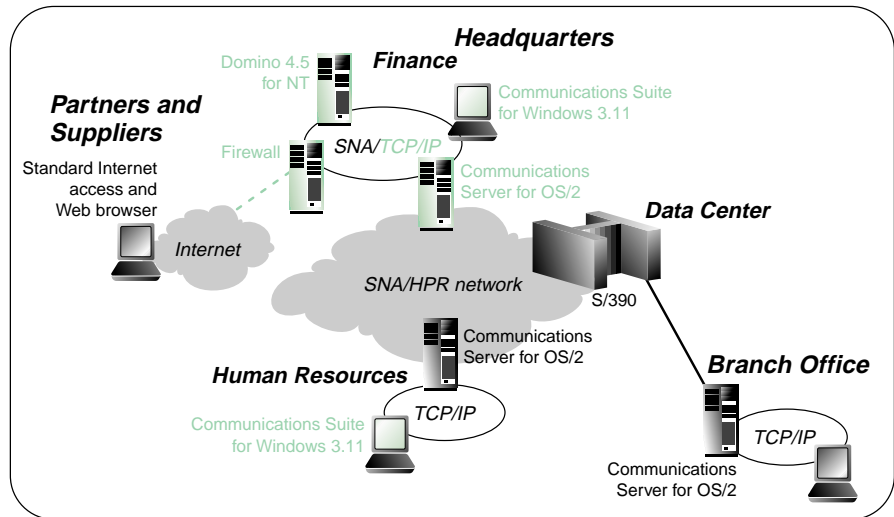 Headquarters
Domino 4.5
for NT
Finance
Communications Suite
for Windows 3.11
Partners and
Suppliers
Firewall
SNA/TCP/IP
Standard Internet
access and
Web browser
Communications
Server for OS/2
Data Center
Internet
SNA/HPR network
S/390
Communications
Server for OS/2
Human Resources
Branch Office
TCP/IP
Communications Suite
for Windows 3.11
TCP/IP
Communications
Server for OS/2